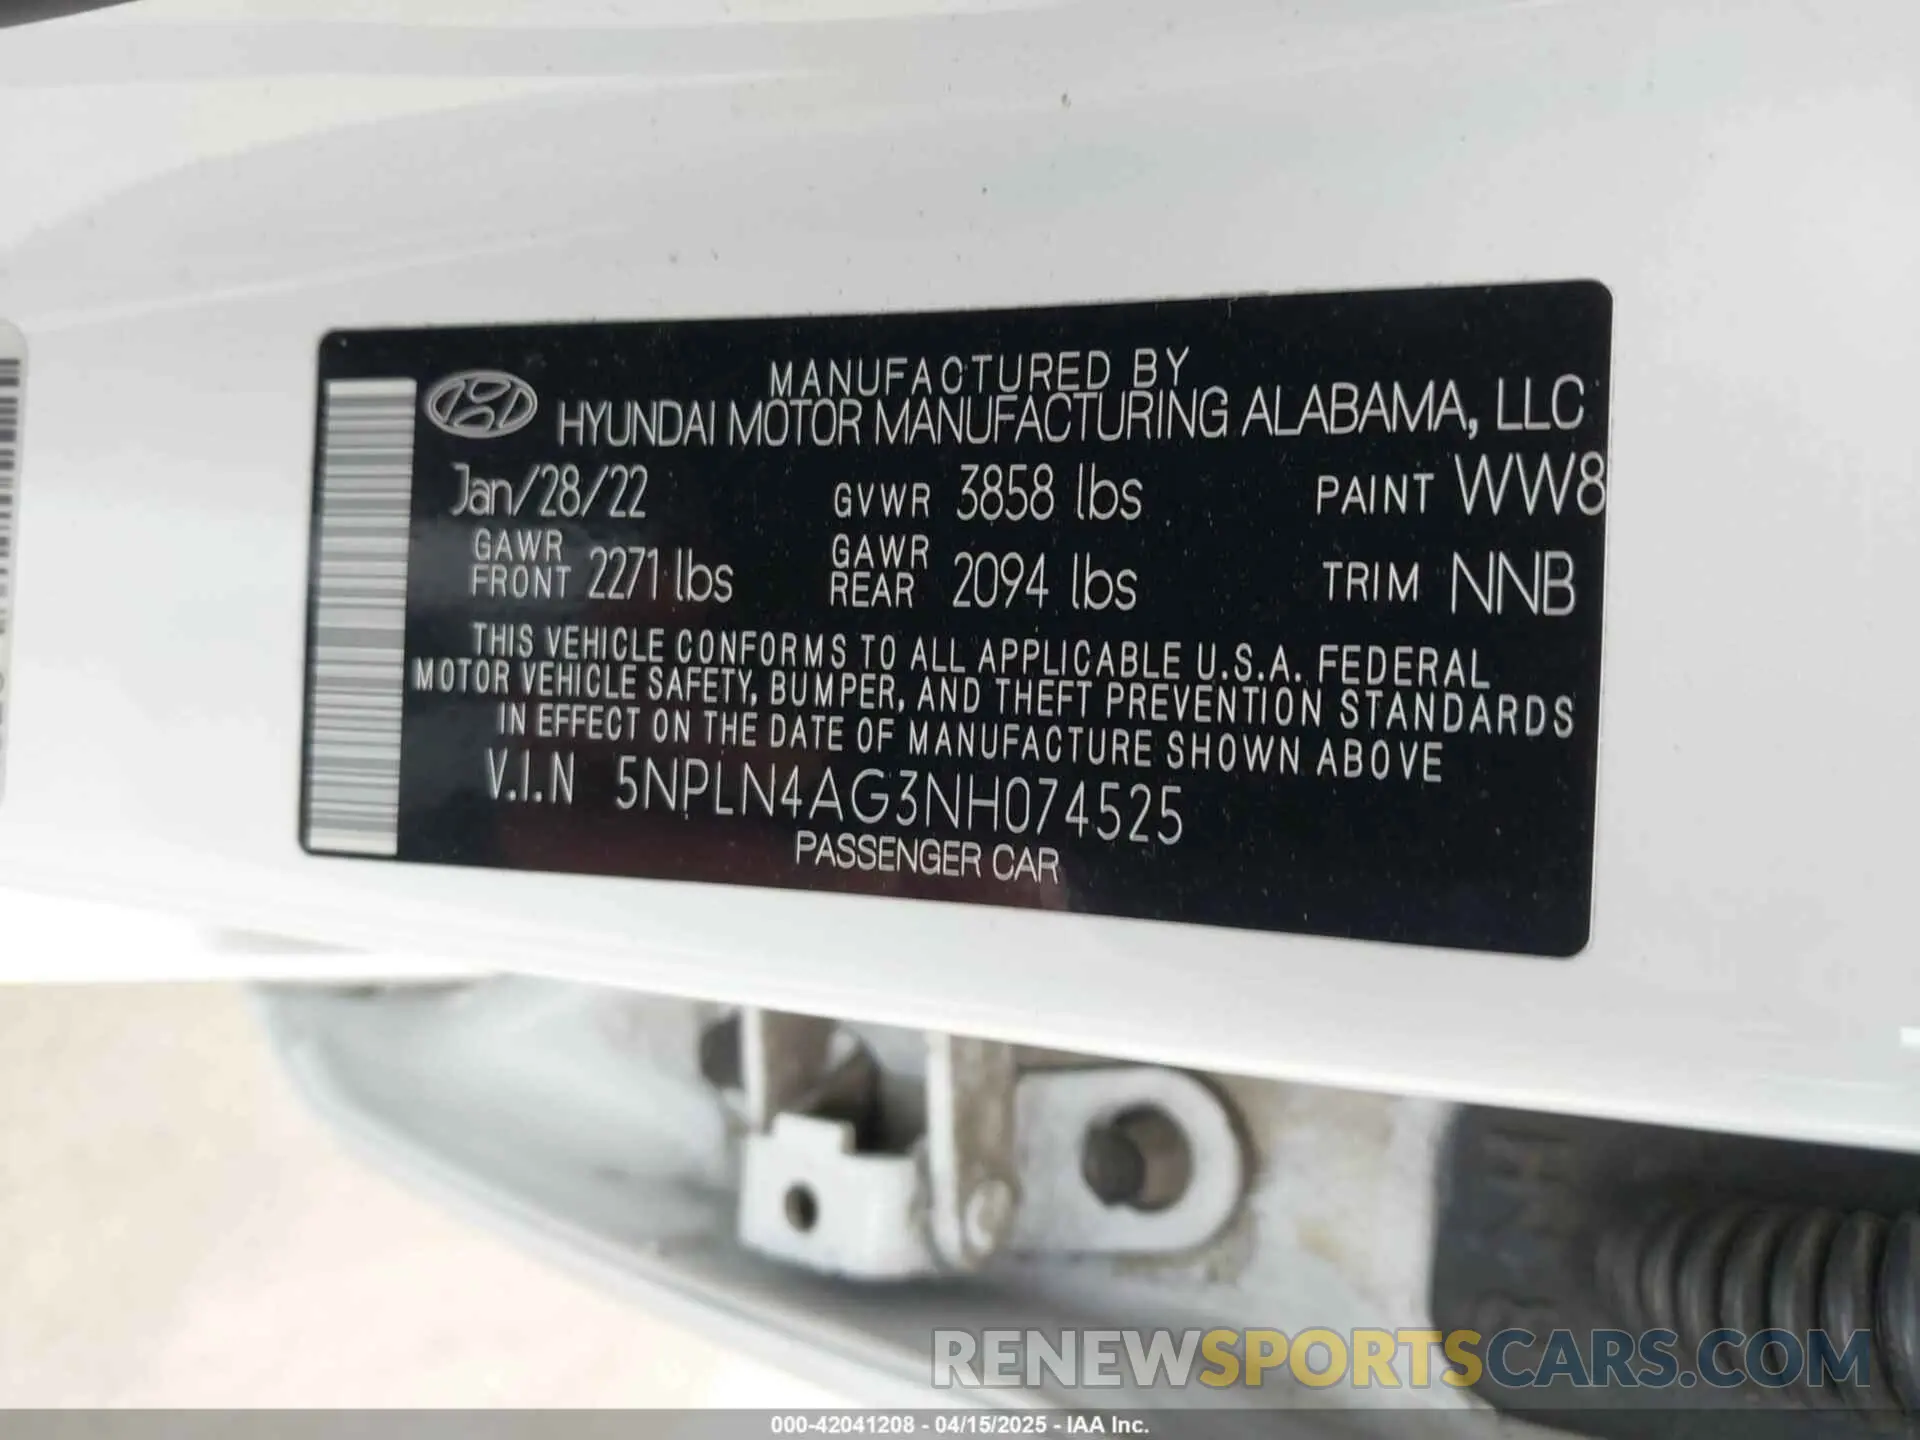 MANUFACTURED BY
HYUNDAI MOTOR MANUFACTURING ALABAMA, LLC
Jan/28/22 GVWR 3858 lbs PAINT WW8
GAWR FRONT 2271 lbs GAWR REAR 2094 lbs TRIM NNB
THIS VEHICLE CONFORMS TO ALL APPLICABLE U.S.A. FEDERAL
MOTOR VEHICLE SAFETY, BUMPER, AND THEFT PREVENTION STANDARDS
IN EFFECT ON THE DATE OF MANUFACTURE SHOWN ABOVE
V.I.N 5NPLN4AG3NH074525
PASSENGER CAR
RENEWSPORTSCARS.COM
000-42041208 - 04/15/2025 - IAA Inc.